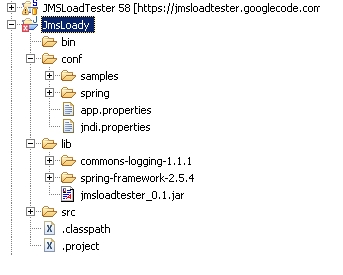 JMSLoadTester 58 [https://jmsloadtester.googlecode.com
JmsLoady
bin
conf
samples
spring
app.properties
jndi.properties
lib
commons-logging-1.1.1
spring-framework-2.5.4
jmsloadtester_0.1.jar
src
.classpath
.project